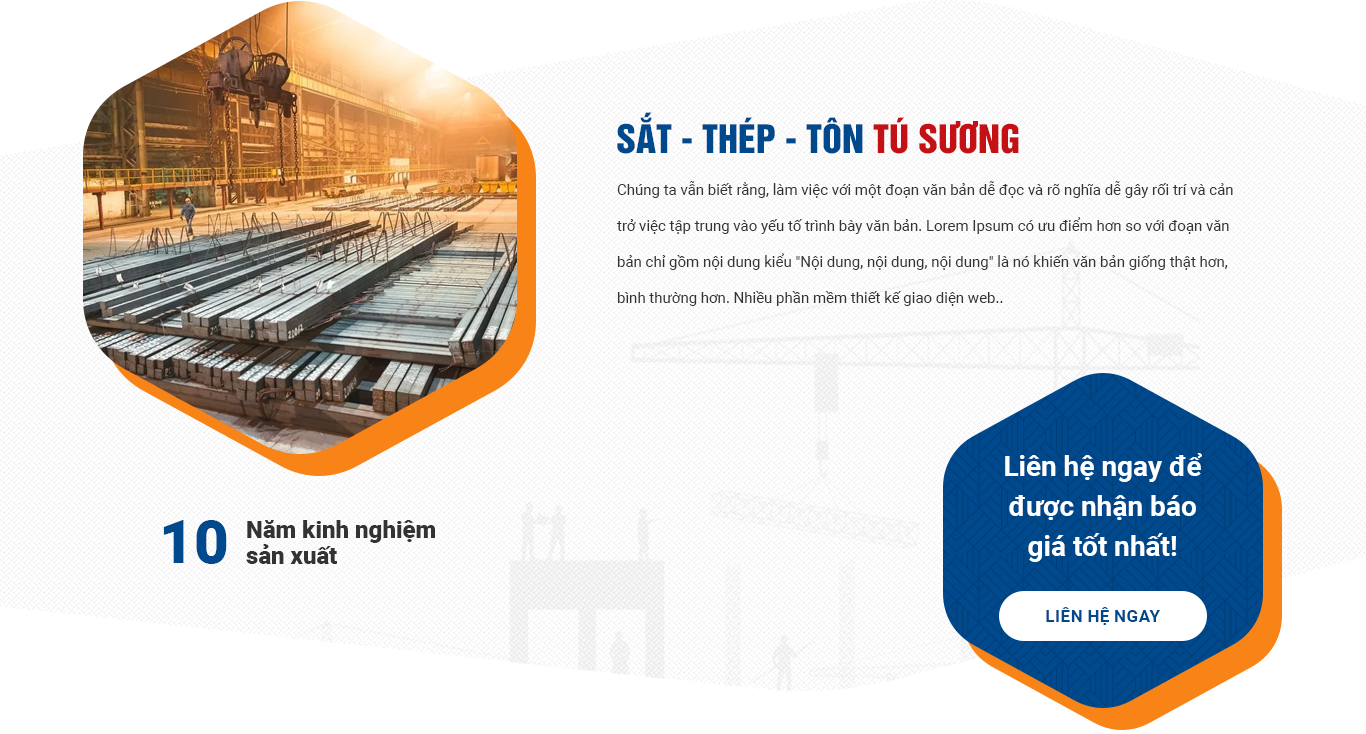 SẮT - THÉP - TÔN TÚ SƯƠNG
Chúng ta vẫn biết rằng, làm việc với một đoạn văn bản dễ đọc và rõ nghĩa dễ gây rối trí và cản
trở việc tập trung vào yếu tố trình bày văn bản. Lorem Ipsum có ưu điểm hơn so với đoạn văn
bản chỉ gồm nội dung kiểu "Nội dung, nội dung, nội dung" là nó khiến văn bản giống thật hơn,
bình thường hơn. Nhiều phần mềm thiết kế giao diện web..
10 Năm kinh nghiệm
sản xuất
Liên hệ ngay để
được nhận báo
giá tốt nhất!
LIÊN HỆ NGAY